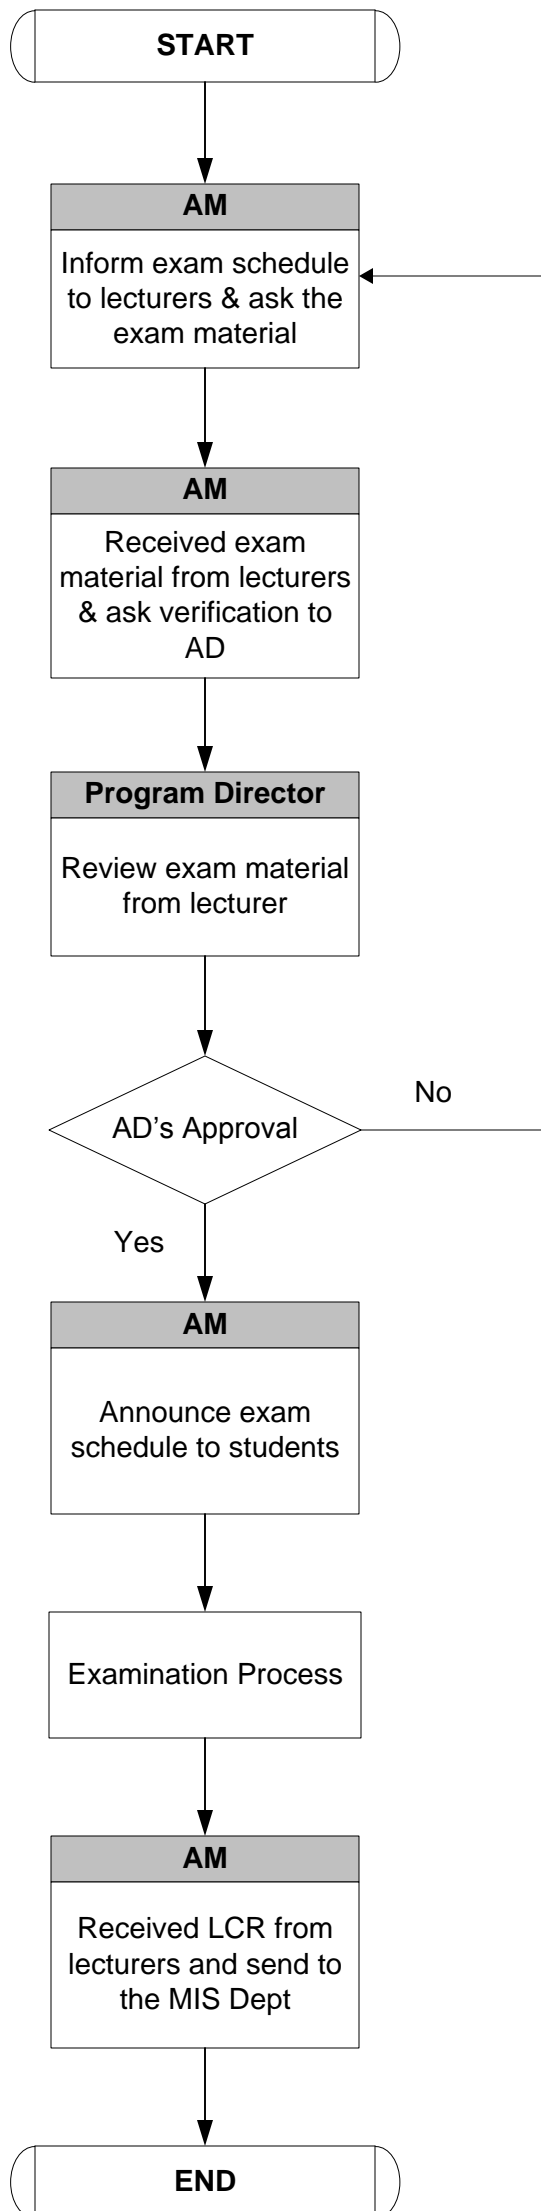 START
AM
Inform exam schedule
to lecturers & ask the
exam material
AM
Received exam
material from lecturers
& ask verification to
AD
Program Director
Review exam material
from lecturer
AD’s Approval
No
Yes
AM
Announce exam
schedule to students
Examination Process
AM
Received LCR from
lecturers and send to
the MIS Dept
END